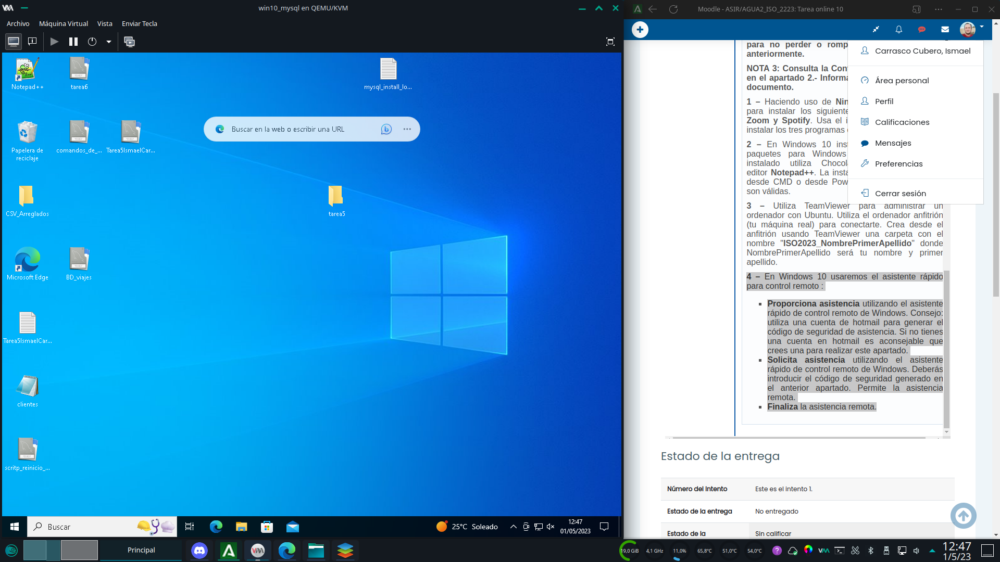 win10_mysql en QEMU/KVM
Archivo
Máquina Virtual
Vista
Enviar Tecla
Notepad++
tarea6
mysql_install_lo...
Buscar en la web o escribir una URL
Papelera de
reciclaje
comandos_de_...
Tarea5IsmaelCar...
CSV_Arreglados
tarea5
Microsoft Edge
BD_viajes
Tarea5IsmaelCar...
clientes
scritp_reinicio_...
Buscar
25°C Soleado
12:47
01/05/2023
Moodle - ASIR/AGUA2_ISO_2223: Tarea online 10
para no perder o romp
anteriormente.
NOTA 3: Consulta la Con
en el apartado 2.- Informa
documento.
1 – Haciendo uso de Nin
para instalar los siguiente
Zoom y Spotify. Usa el i
instalar los tres programas
2 – En Windows 10 inst
paquetes para Windows
instalado utiliza Chocol
editor Notepad++. La insta
desde CMD o desde Pow
son válidas.
3 – Utiliza TeamViewer para administrar un
ordenador con Ubuntu. Utiliza el ordenador anfitrión
(tu máquina real) para conectarte. Crea desde el
anfitrión usando TeamViewer una carpeta con el
nombre "ISO2023_NombrePrimerApellido" donde
NombrePrimerApellido será tu nombre y primer
apellido.
4 – En Windows 10 usaremos el asistente rápido
para control remoto :
Proporciona asistencia utilizando el asistente
rápido de control remoto de Windows. Consejo:
utiliza una cuenta de hotmail para generar el
código de seguridad de asistencia. Si no tienes
una cuenta en hotmail es aconsejable que
crees una para realizar este apartado.
Solicita asistencia utilizando el asistente
rápido de control remoto de Windows. Deberás
introducir el código de seguridad generado en
el anterior apartado. Permite la asistencia
remota.
Finaliza la asistencia remota.
Carrasco Cubero, Ismael
Área personal
Perfil
Calificaciones
Mensajes
Preferencias
Cerrar sesión
Estado de la entrega
Número del intento
Este es el intento 1.
Estado de la entrega
No entregado
Estado de la
Sin calificar
Principal
19,0 GiB
4,1 GHz
11,0%
65,8°C
51,0°C
54,0°C
12:47
1/5/23